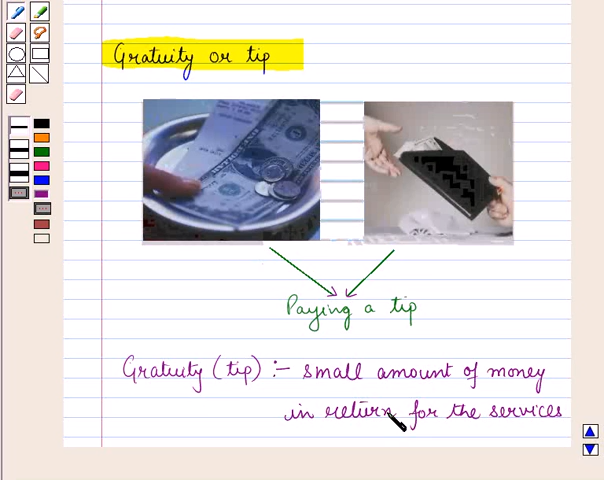 Gratuity or tip
Paying a tip
Gratuity (tip) :- small amount of money
in return for the services